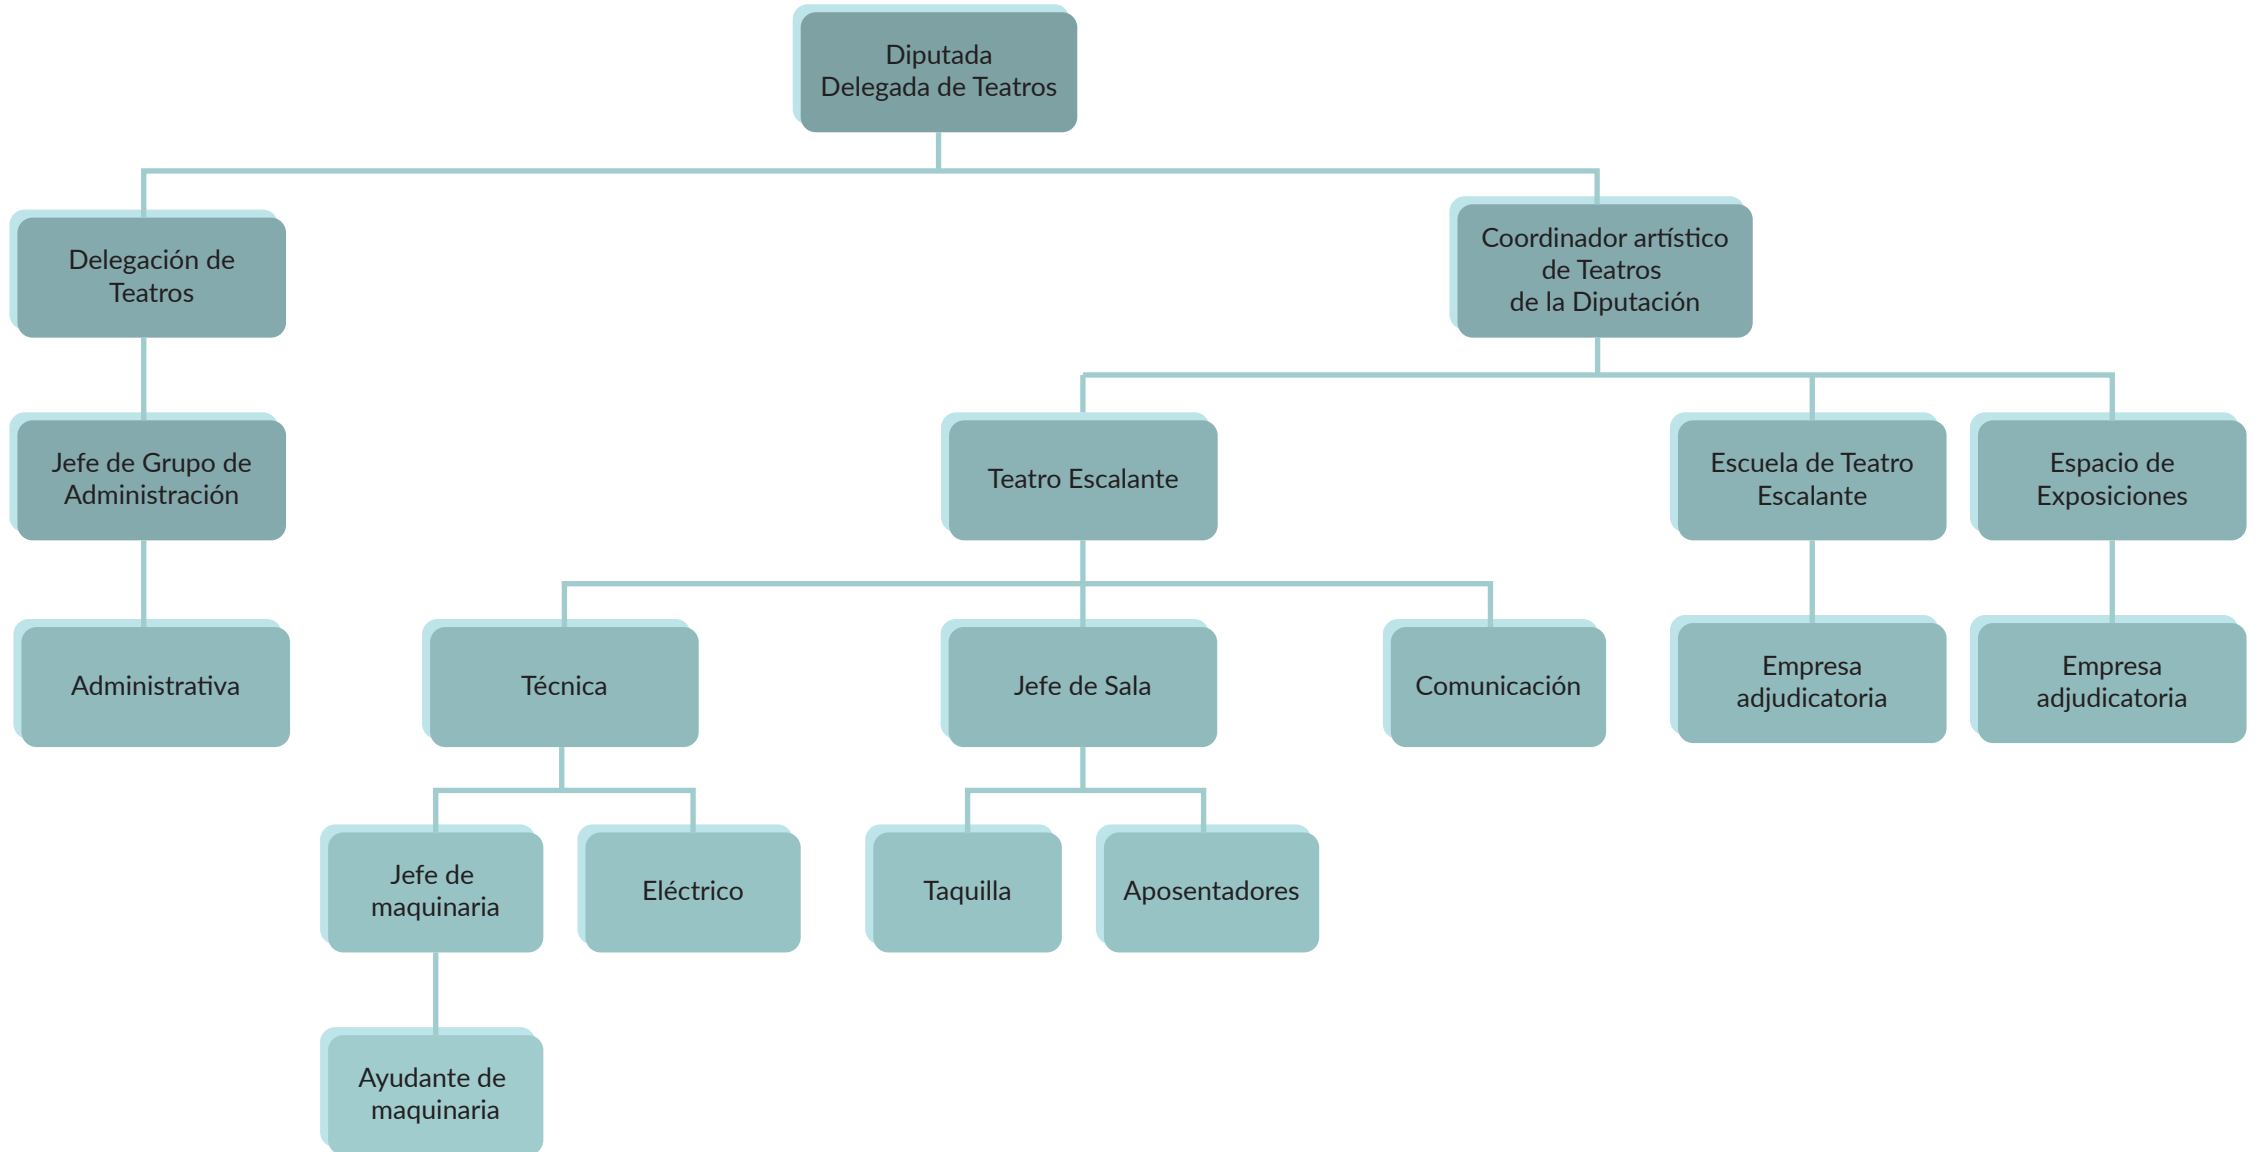 Diputada
Delegada de Teatros
Delegación de
Teatros
Coordinador artístico
de Teatros
de la Diputación
Jefe de Grupo de
Administración
Teatro Escalante
Escuela de Teatro
Escalante
Espacio de
Exposiciones
Administrativa
Técnica
Jefe de Sala
Comunicación
Empresa
adjudicatoria
Empresa
adjudicatoria
Jefe de
maquinaria
Eléctrico
Taquilla
Aposentadores
Ayudante de
maquinaria